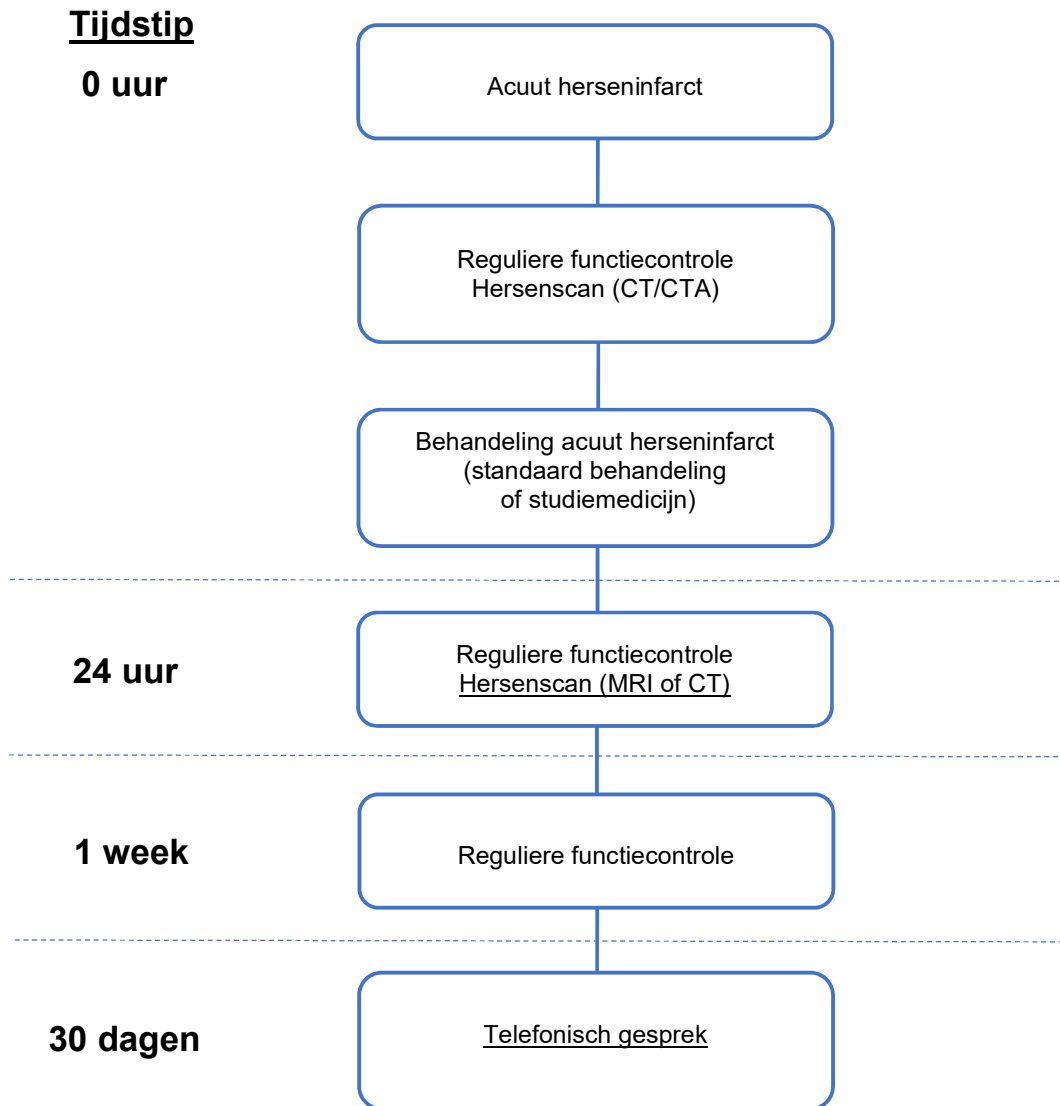 Tijdstip
0 uur
Acuut herseninfarct
Reguliere functiecontrole
Hersenscan (CT/CTA)
Behandeling acuut herseninfarct
(standaard behandeling
of studiemedicijn)
24 uur
Reguliere functiecontrole
Hersenscan (MRI of CT)
1 week
Reguliere functiecontrole
30 dagen
Telefonisch gesprek